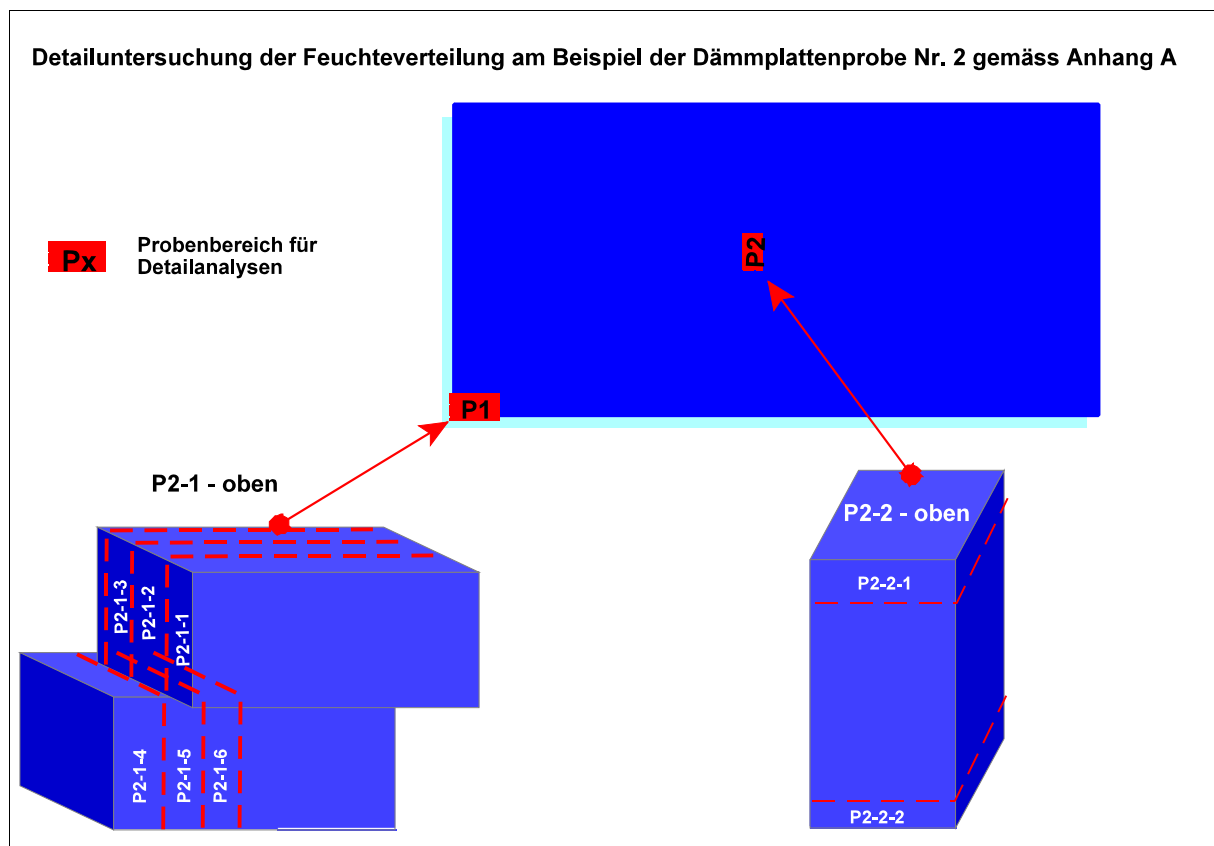 Detailuntersuchung der Feuchteverteilung am Beispiel der Dämmplattenprobe Nr. 2 gemäss Anhang A
Px
Probenbereich für
Detailanalysen
P2
P1
P2-1 - oben
P2-2 - oben
P2-1-3
P2-1-2
P2-1-1
P2-2-1
P2-1-4
P2-1-5
P2-1-6
P2-2-2